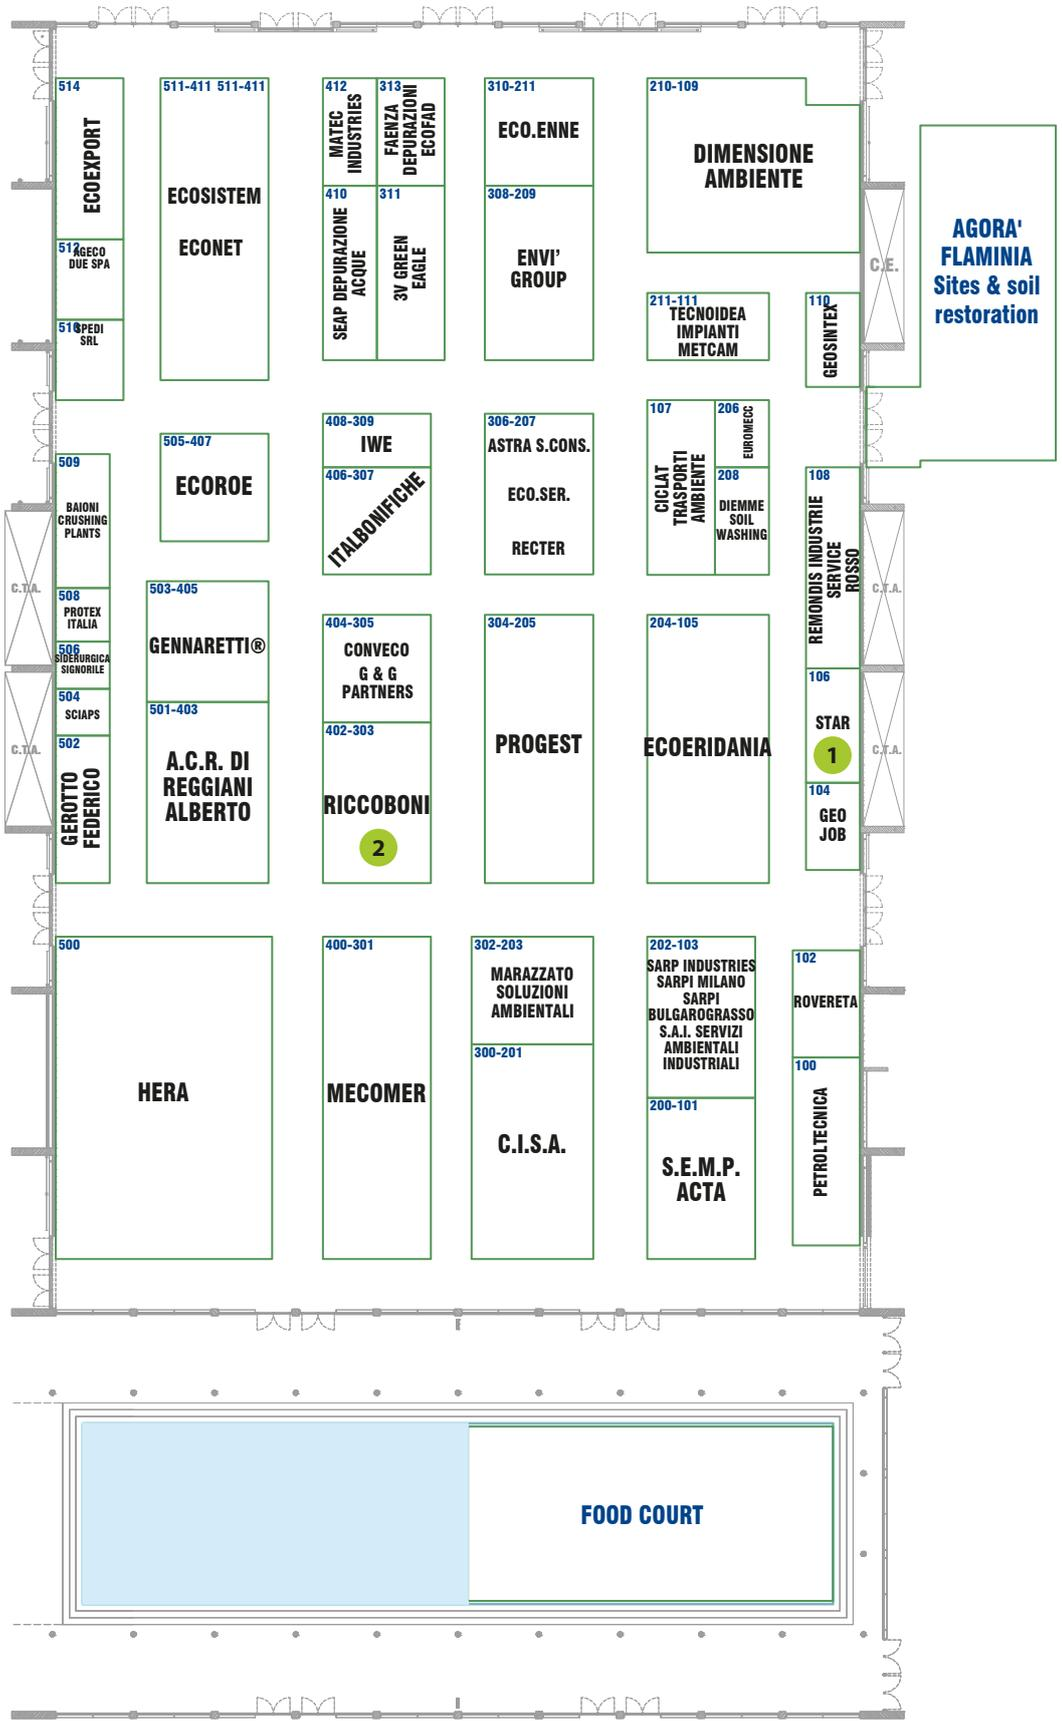 514
ECOEXPORT
512
AGECO
DUE SPA
510
SPEDI
SRL
511-411 511-411
ECOSISTEM
ECONET
412
MATEC
INDUSTRIES
313
FAENZA
DEPURAZIONI
ECOFAD
410
SEAP DEPURAZIONE
ACQUE
311
3V GREEN
EAGLE
310-211
ECO.ENNE
308-209
ENVI’
GROUP
210-109
DIMENSIONE
AMBIENTE
211-111
TECNOIDEA
IMPIANTI
METCAM
110
GEOSINTEX
C.E.
AGORA'
FLAMINIA
Sites & soil
restoration
509
BAIONI
CRUSHING
PLANTS
508
PROTEX
ITALIA
506
SIDERURGICA
SIGNORILE
504
SCIAPS
502
GEROTTO
FEDERICO
C.T.A.
C.T.A.
505-407
ECOROE
503-405
GENNARETTI®
501-403
A.C.R. DI
REGGIANI
ALBERTO
408-309
IWE
406-307
ITALBONIFICHE
404-305
CONVECO
G & G
PARTNERS
402-303
RICCOBONI
2
306-207
ASTRA S.CONS.
ECO.SER.
RECTER
304-205
PROGEST
107
CICLAT
TRASPORTI
AMBIENTE
206
EUROMECC
208
DIEMME
SOIL
WASHING
204-105
ECOERIDANIA
108
REMONDIS INDUSTRIE
SERVICE
ROSSO
106
STAR
1
104
GEO
JOB
C.T.A.
C.T.A.
500
HERA
400-301
MECOMER
302-203
MARAZZATO
SOLUZIONI
AMBIENTALI
300-201
C.I.S.A.
202-103
SARP INDUSTRIES
SARPI MILANO
SARPI
BULGAROGRASSO
S.A.I. SERVIZI
AMBIENTALI
INDUSTRIALI
200-101
S.E.M.P.
ACTA
102
ROVERETA
100
PETROLTECNICA
FOOD COURT